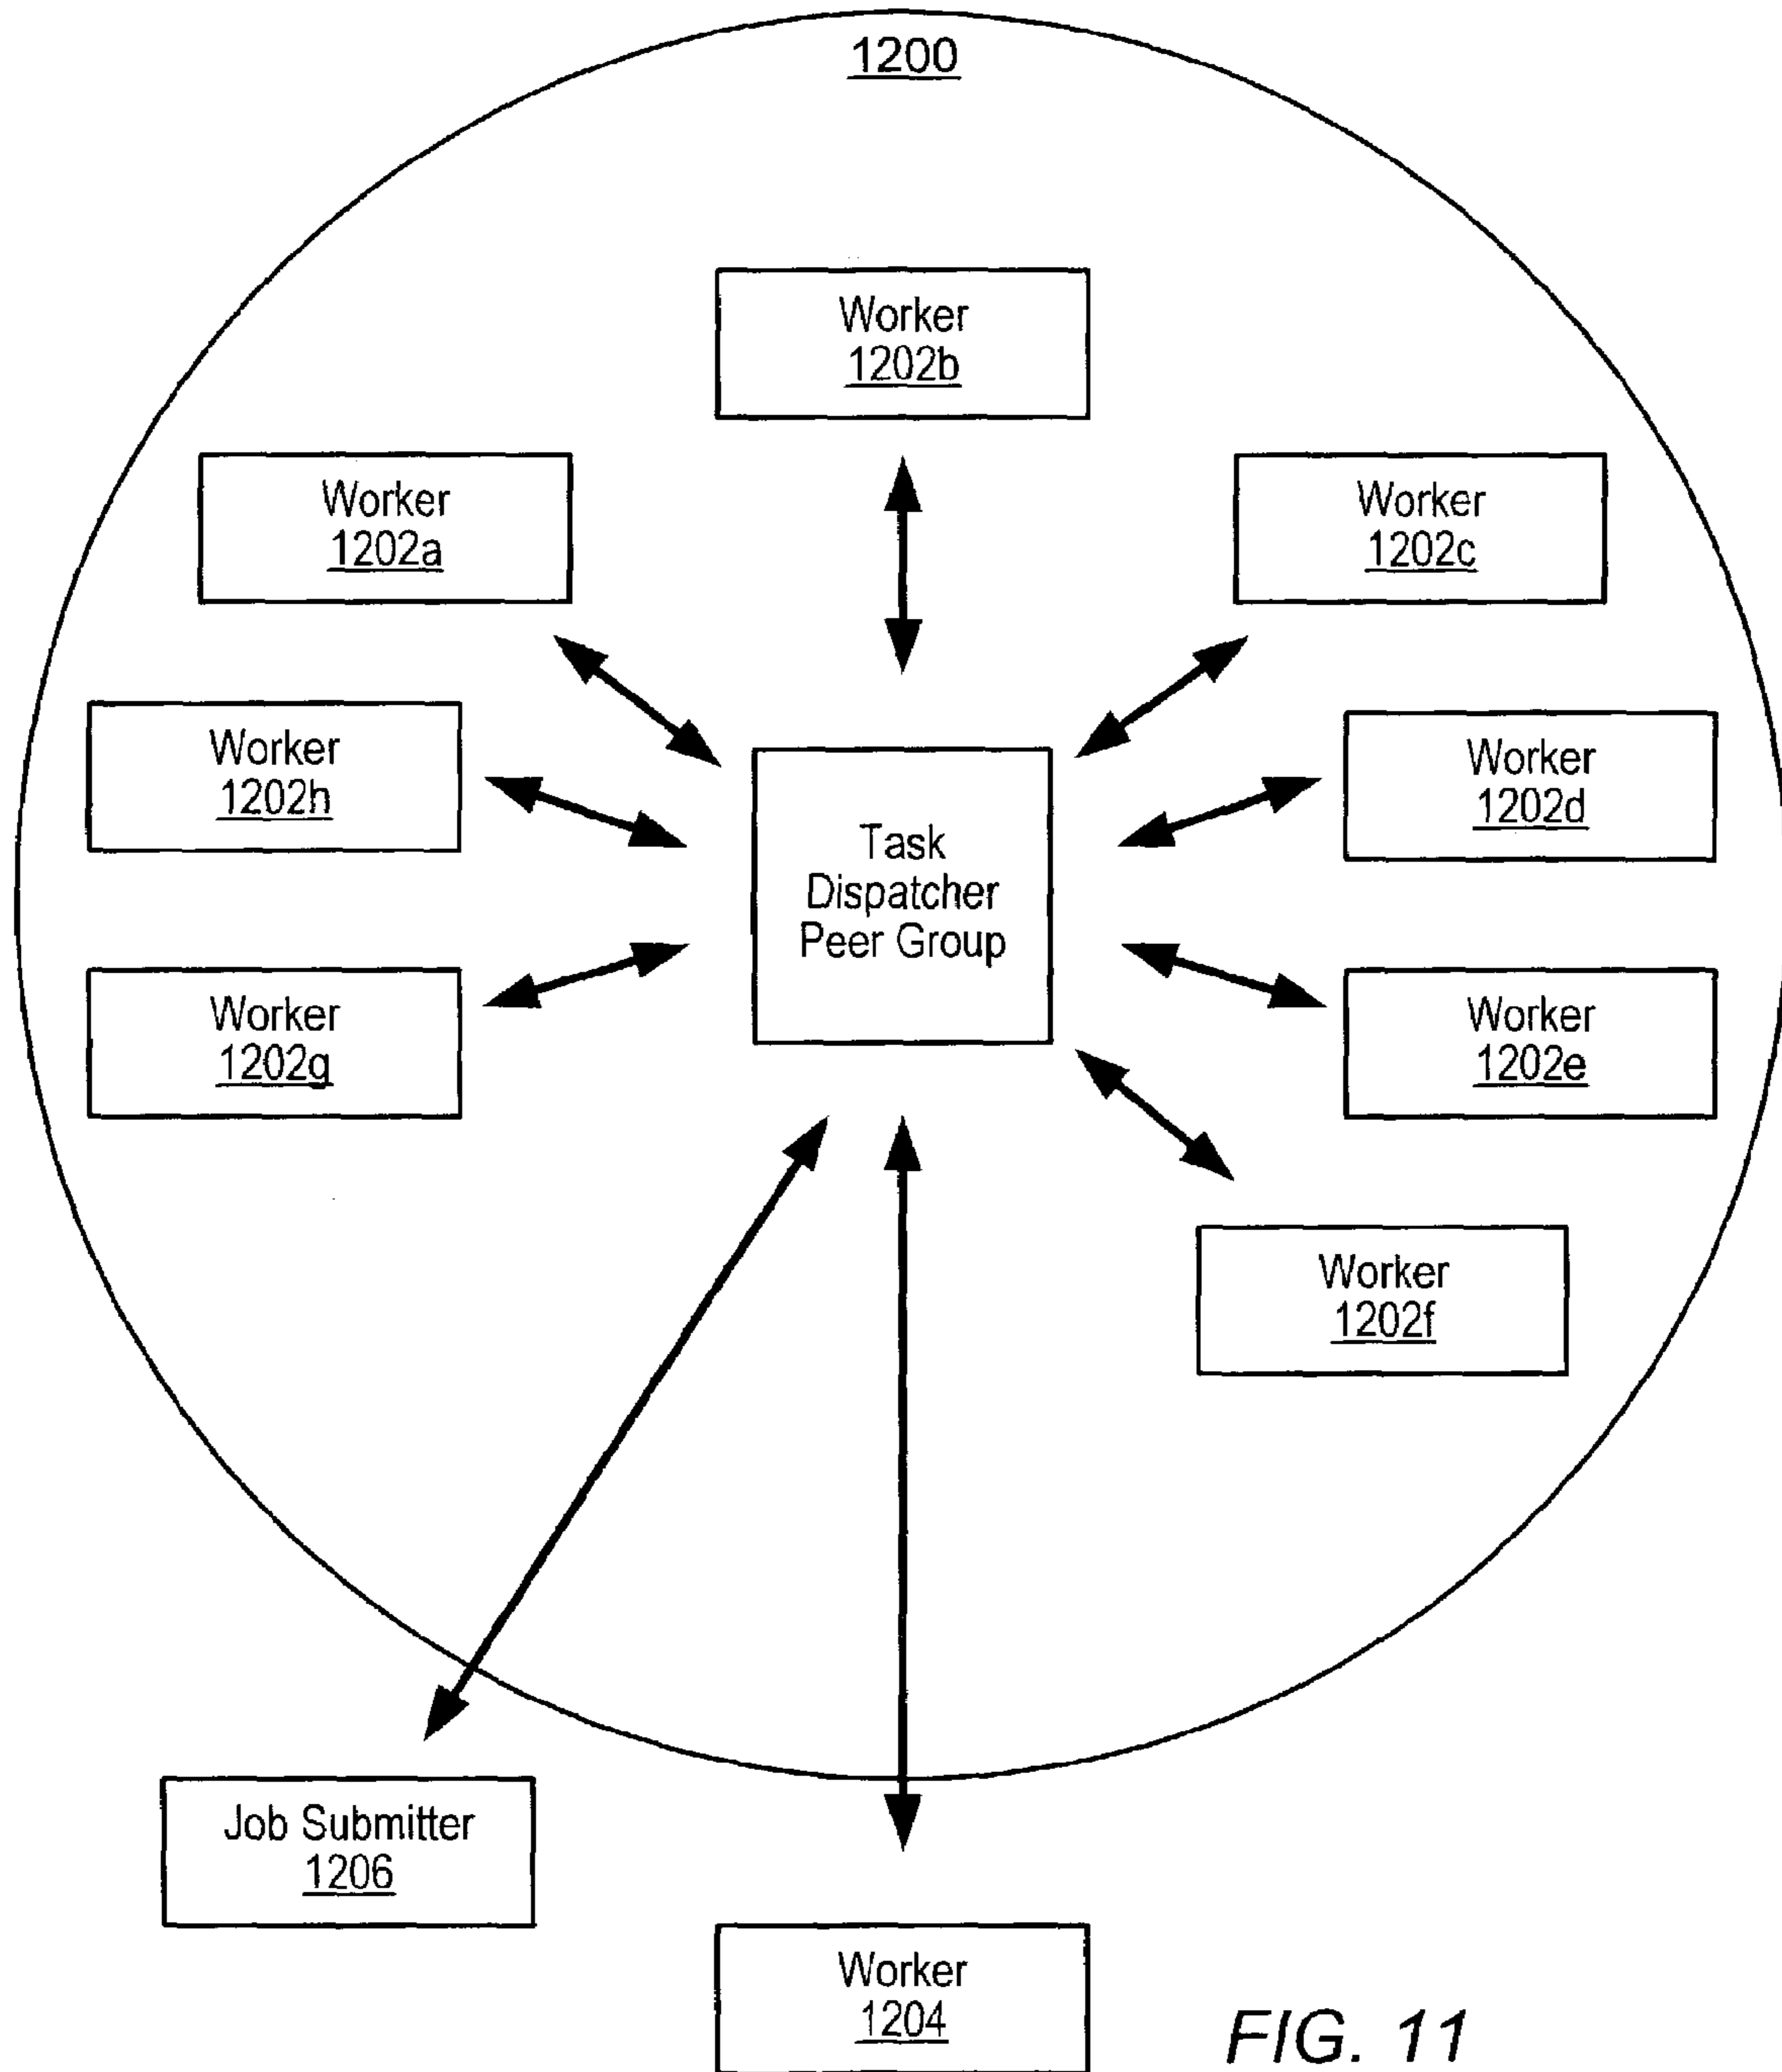 1200
Worker
1202b
Worker
1202a
Worker
1202c
Worker
1202h
Worker
1202d
Task
Dispatcher
Peer Group
Worker
1202g
Worker
1202e
Worker
1202f
Job Submitter
1206
Worker
1204
FIG. 11